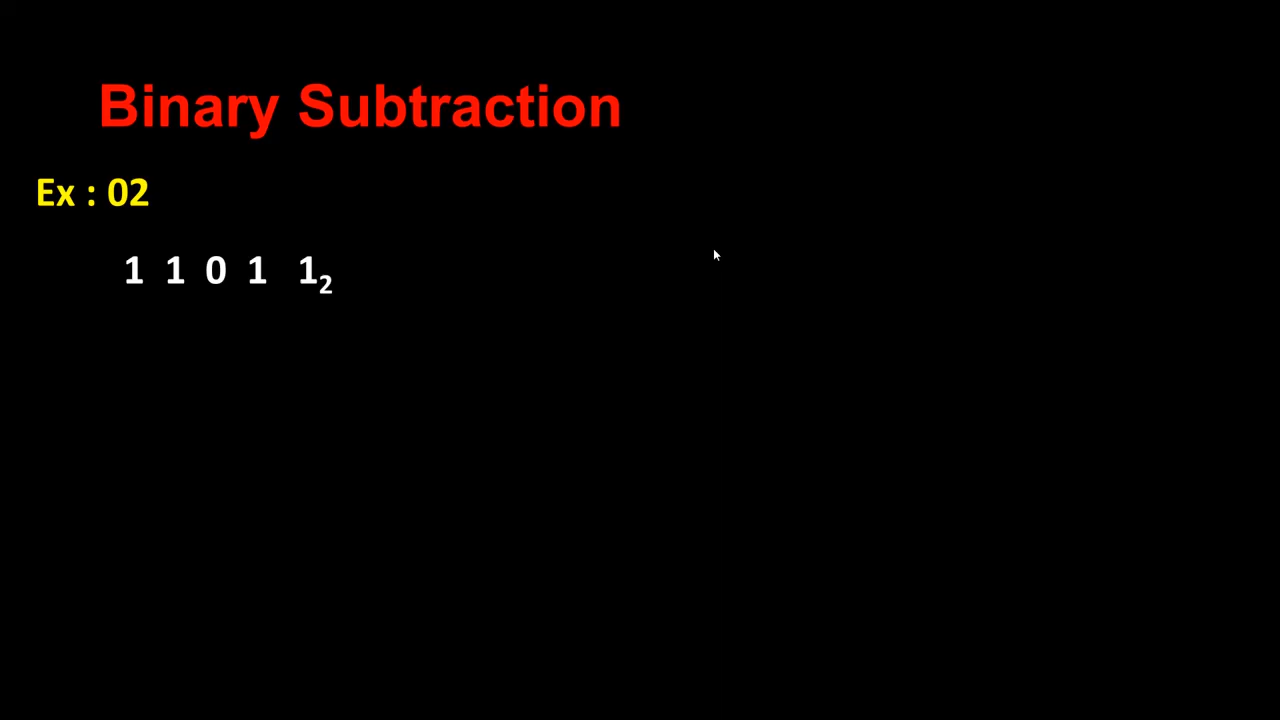 Binary Subtraction
Ex : 02
1 1 0 1 1₂